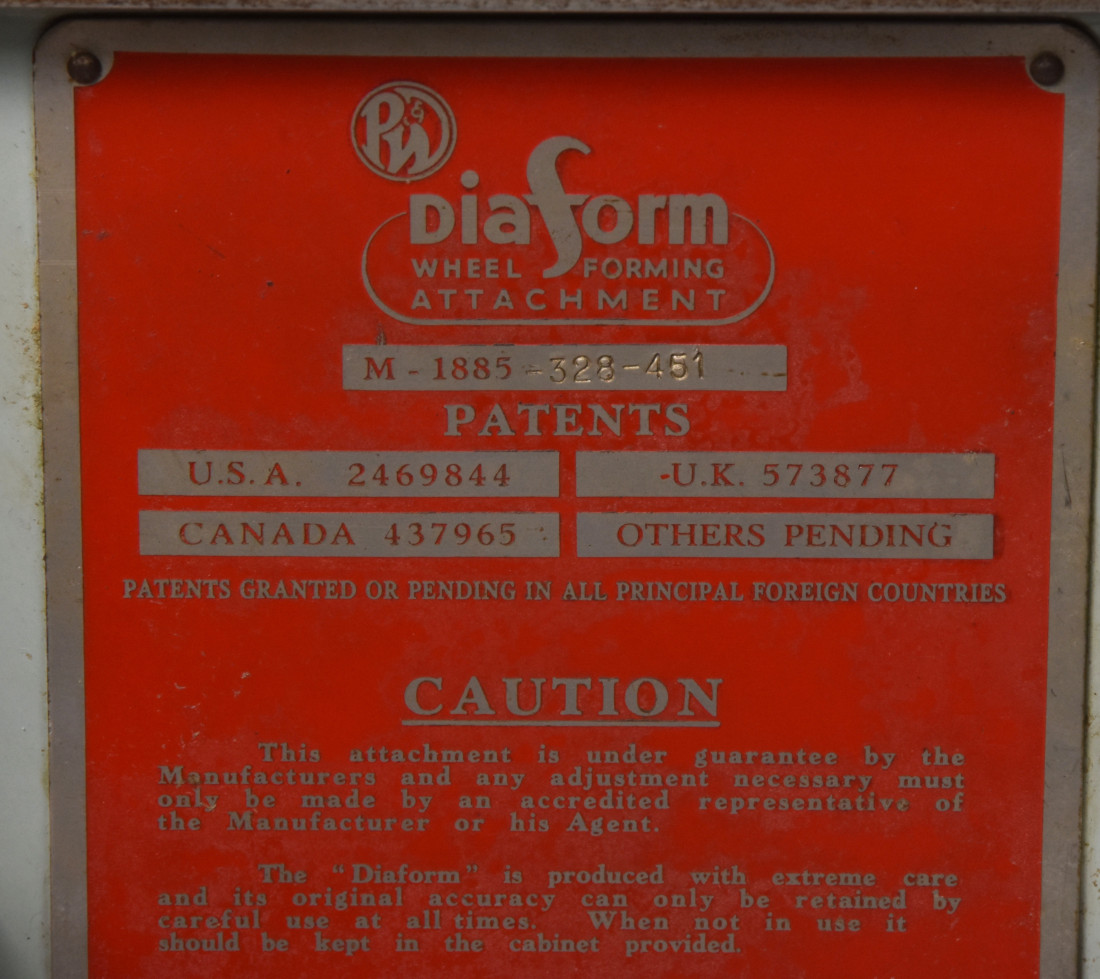 P&W
Diaform
WHEEL FORMING
ATTACHMENT
M - 1885 -328-451
PATENTS
U.S.A. 2469844
-U.K. 573877
CANADA 437965
OTHERS PENDING
PATENTS GRANTED OR PENDING IN ALL PRINCIPAL FOREIGN COUNTRIES
CAUTION
This attachment is under guarantee by the
Manufacturers and any adjustment necessary must
only be made by an accredited representative of
the Manufacturer or his Agent.
The "Diaform" is produced with extreme care
and its original accuracy can only be retained by
careful use at all times. When not in use it
should be kept in the cabinet provided.